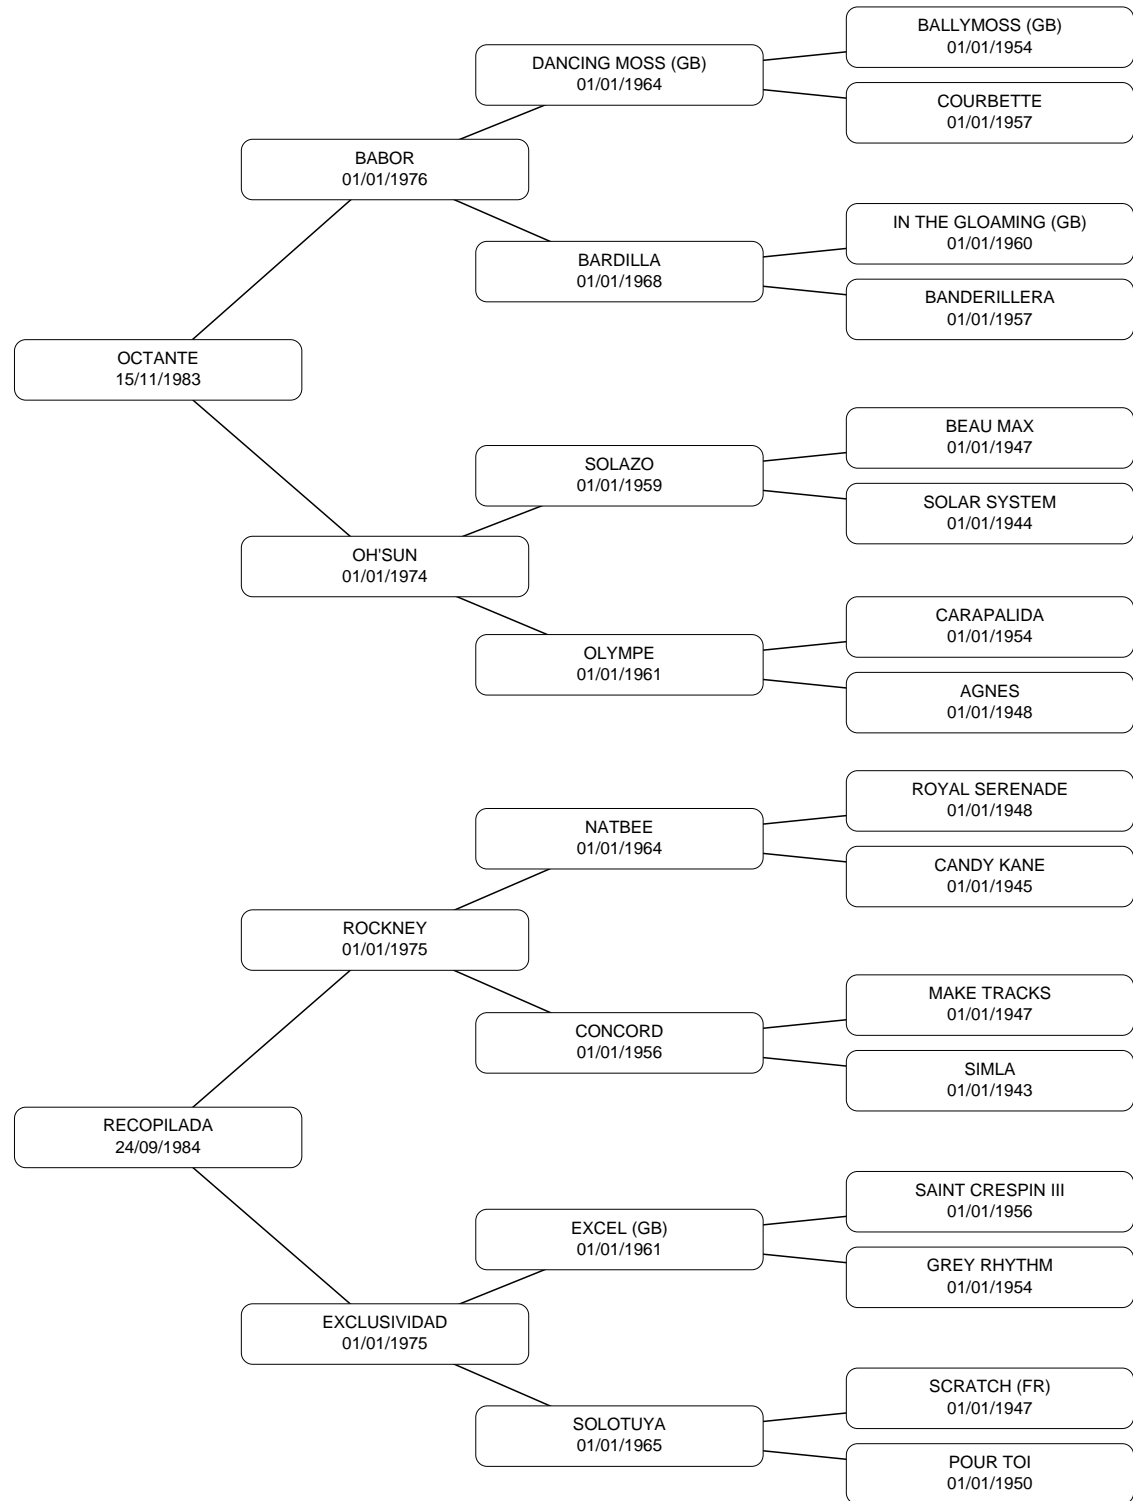 BALLYMOSS (GB)
01/01/1954
DANCING MOSS (GB)
01/01/1964
COURBETTE
01/01/1957
BABOR
01/01/1976
IN THE GLOAMING (GB)
01/01/1960
BARDILLA
01/01/1968
BANDERILLERA
01/01/1957
OCTANTE
15/11/1983
BEAU MAX
01/01/1947
SOLAZO
01/01/1959
SOLAR SYSTEM
01/01/1944
OH'SUN
01/01/1974
CARAPALIDA
01/01/1954
OLYMPE
01/01/1961
AGNES
01/01/1948
ROYAL SERENADE
01/01/1948
NATBEE
01/01/1964
CANDY KANE
01/01/1945
ROCKNEY
01/01/1975
MAKE TRACKS
01/01/1947
CONCORD
01/01/1956
SIMLA
01/01/1943
RECOPILADA
24/09/1984
SAINT CRESPIN III
01/01/1956
EXCEL (GB)
01/01/1961
GREY RHYTHM
01/01/1954
EXCLUSIVIDAD
01/01/1975
SCRATCH (FR)
01/01/1947
SOLOTUYA
01/01/1965
POUR TOI
01/01/1950